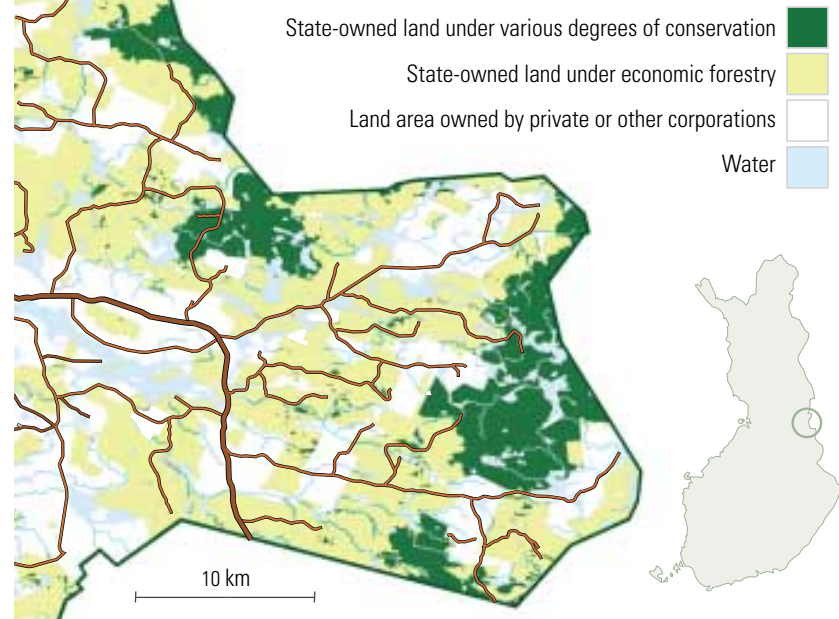 State-owned land under various degrees of conservation
State-owned land under economic forestry
Land area owned by private or other corporations
Water
10 km